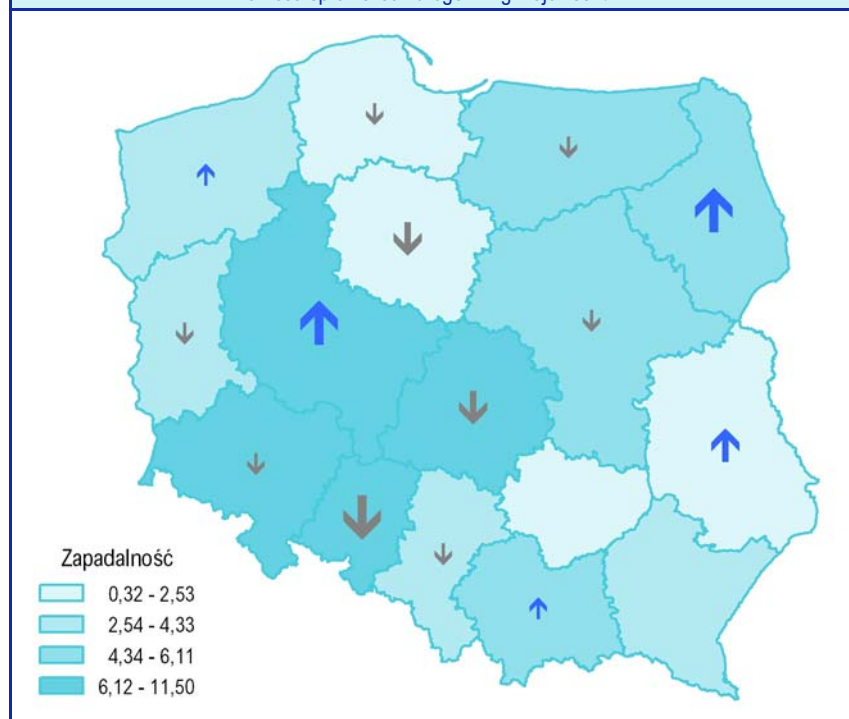 Zapadalność
0,32 - 2,53
2,54 - 4,33
4,34 - 6,11
6,12 - 11,50